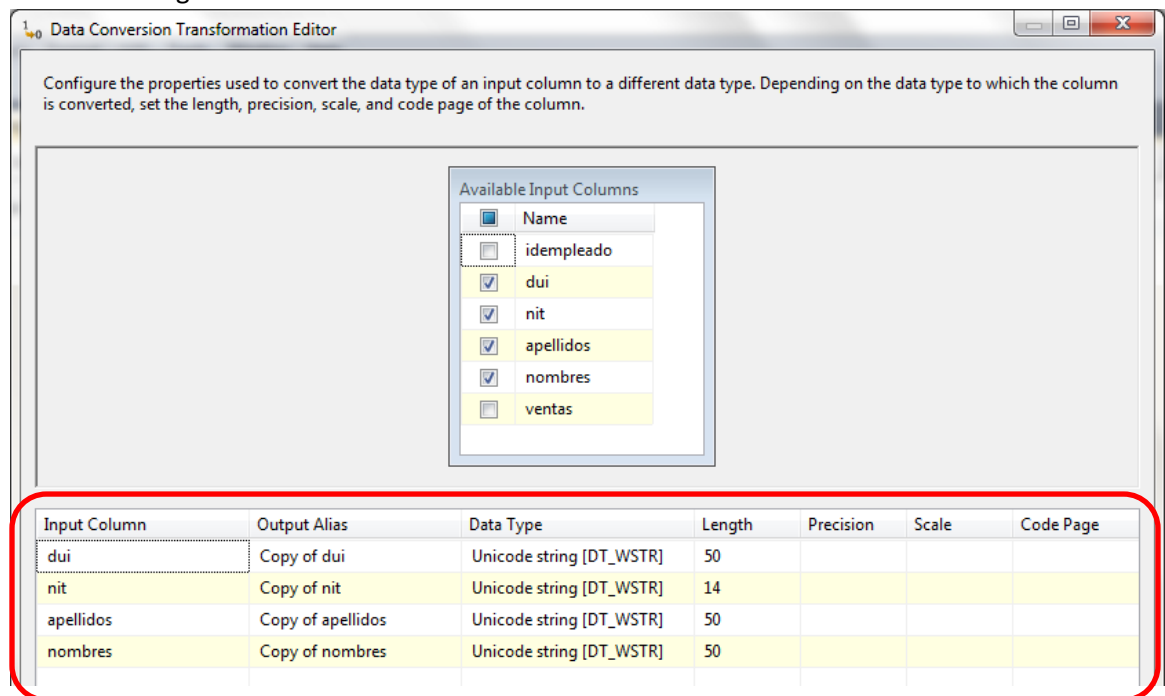 Data Conversion Transformation Editor
Configure the properties used to convert the data type of an input column to a different data type. Depending on the data type to which the column
is converted, set the length, precision, scale, and code page of the column.
Available Input Columns
Name
idempleado
dui
nit
apellidos
nombres
ventas
Input Column Output Alias Data Type Length Precision Scale Code Page
dui Copy of dui Unicode string [DT_WSTR] 50
nit Copy of nit Unicode string [DT_WSTR] 14
apellidos Copy of apellidos Unicode string [DT_WSTR] 50
nombres Copy of nombres Unicode string [DT_WSTR] 50